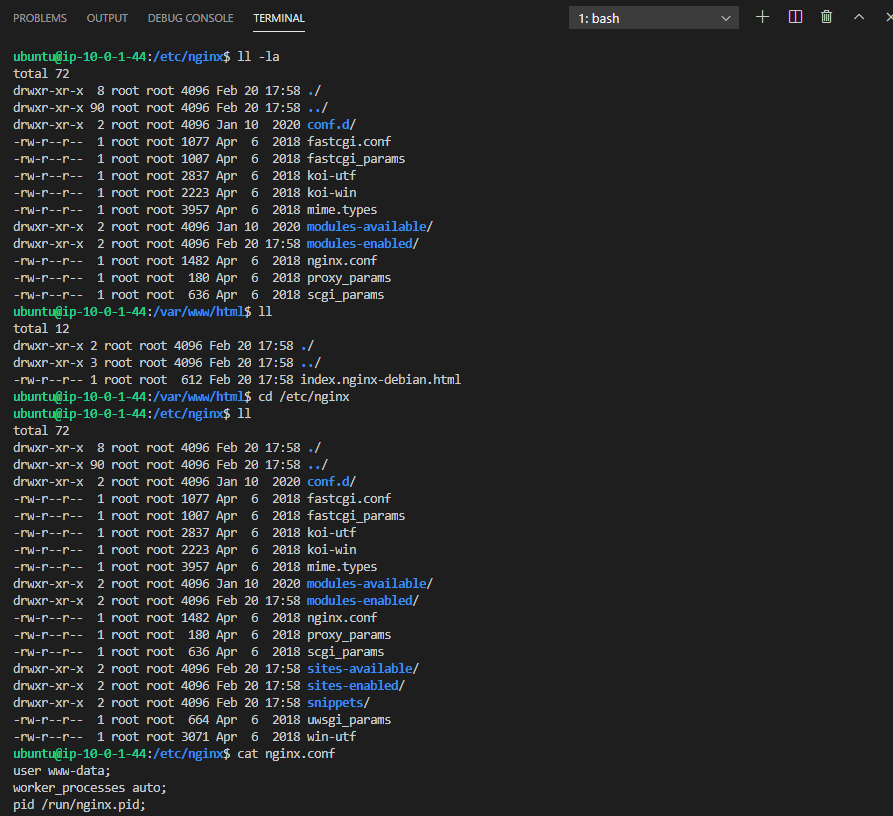 PROBLEMS OUTPUT DEBUG CONSOLE TERMINAL 1: bash
ubuntu@ip-10-0-1-44:/etc/nginx$ ll -la
total 72
drwxr-xr-x  8 root root 4096 Feb 20 17:58 ./
drwxr-xr-x 90 root root 4096 Feb 20 17:58 ../
drwxr-xr-x  2 root root 4096 Jan 10  2020 conf.d/
-rw-r--r--  1 root root 1077 Apr  6  2018 fastcgi.conf
-rw-r--r--  1 root root 1007 Apr  6  2018 fastcgi_params
-rw-r--r--  1 root root 2837 Apr  6  2018 koi-utf
-rw-r--r--  1 root root 2223 Apr  6  2018 koi-win
-rw-r--r--  1 root root 3957 Apr  6  2018 mime.types
drwxr-xr-x  2 root root 4096 Jan 10  2020 modules-available/
drwxr-xr-x  2 root root 4096 Feb 20 17:58 modules-enabled/
-rw-r--r--  1 root root 1482 Apr  6  2018 nginx.conf
-rw-r--r--  1 root root  180 Apr  6  2018 proxy_params
-rw-r--r--  1 root root  636 Apr  6  2018 scgi_params
ubuntu@ip-10-0-1-44:/var/www/html$ ll
total 12
drwxr-xr-x 2 root root 4096 Feb 20 17:58 ./
drwxr-xr-x 3 root root 4096 Feb 20 17:58 ../
-rw-r--r-- 1 root root  612 Feb 20 17:58 index.nginx-debian.html
ubuntu@ip-10-0-1-44:/var/www/html$ cd /etc/nginx
ubuntu@ip-10-0-1-44:/etc/nginx$ ll
total 72
drwxr-xr-x  8 root root 4096 Feb 20 17:58 ./
drwxr-xr-x 90 root root 4096 Feb 20 17:58 ../
drwxr-xr-x  2 root root 4096 Jan 10  2020 conf.d/
-rw-r--r--  1 root root 1077 Apr  6  2018 fastcgi.conf
-rw-r--r--  1 root root 1007 Apr  6  2018 fastcgi_params
-rw-r--r--  1 root root 2837 Apr  6  2018 koi-utf
-rw-r--r--  1 root root 2223 Apr  6  2018 koi-win
-rw-r--r--  1 root root 3957 Apr  6  2018 mime.types
drwxr-xr-x  2 root root 4096 Jan 10  2020 modules-available/
drwxr-xr-x  2 root root 4096 Feb 20 17:58 modules-enabled/
-rw-r--r--  1 root root 1482 Apr  6  2018 nginx.conf
-rw-r--r--  1 root root  180 Apr  6  2018 proxy_params
-rw-r--r--  1 root root  636 Apr  6  2018 scgi_params
drwxr-xr-x  2 root root 4096 Feb 20 17:58 sites-available/
drwxr-xr-x  2 root root 4096 Feb 20 17:58 sites-enabled/
drwxr-xr-x  2 root root 4096 Feb 20 17:58 snippets/
-rw-r--r--  1 root root  664 Apr  6  2018 uwsgi_params
-rw-r--r--  1 root root 3071 Apr  6  2018 win-utf
ubuntu@ip-10-0-1-44:/etc/nginx$ cat nginx.conf
user www-data;
worker_processes auto;
pid /run/nginx.pid;